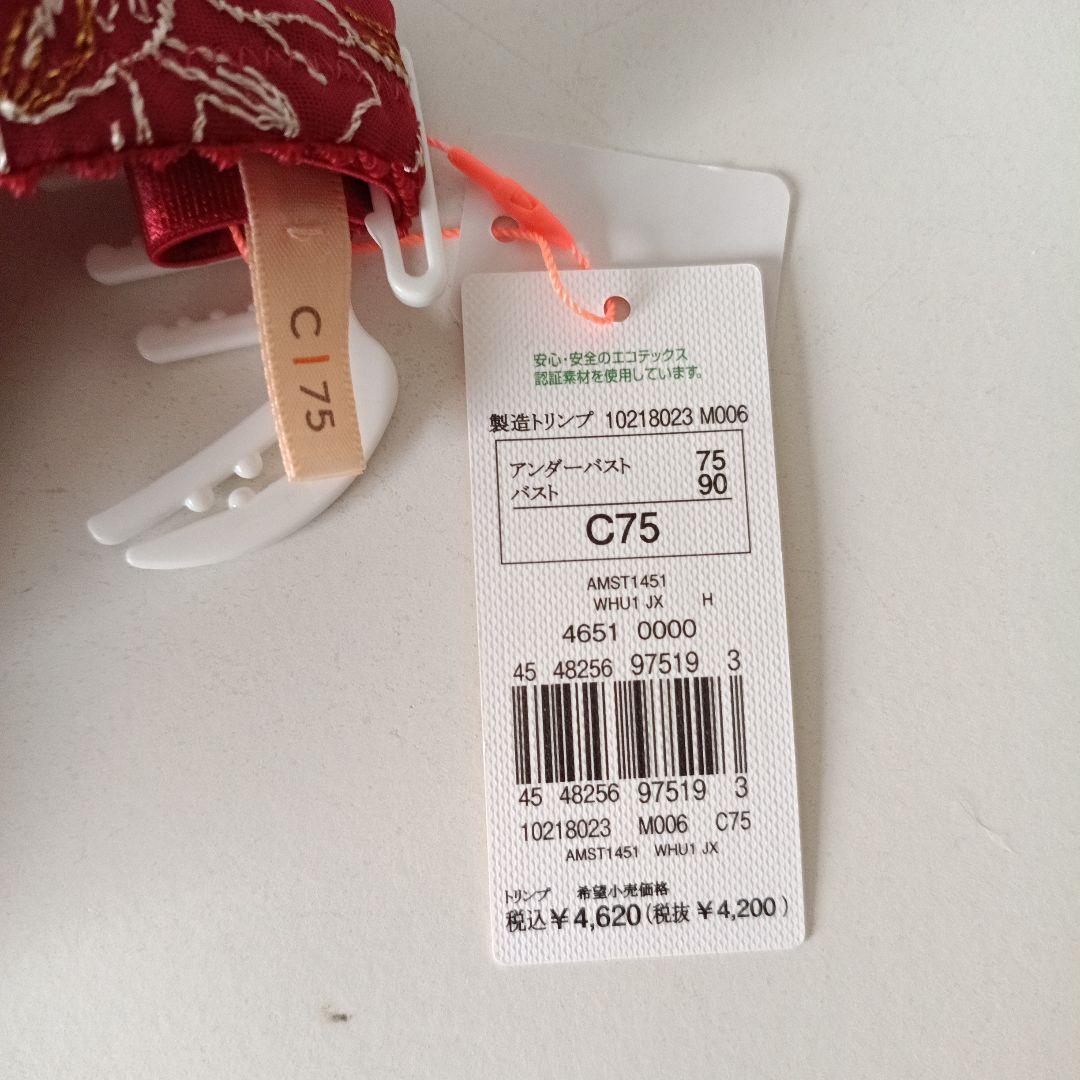 C I 75
安心・安全のエコテックス
認証素材を使用しています。
製造トリンプ 10218023 M006
アンダーバスト 75
バスト 90
C75
AMST1451
WHU1 JX H
4651 0000
45 48256 97519 3
45 48256 97519 3
10218023 M006 C75
AMST1451 WHU1 JX
トリンプ 希望小売価格
税込¥4,620(税抜¥4,200)